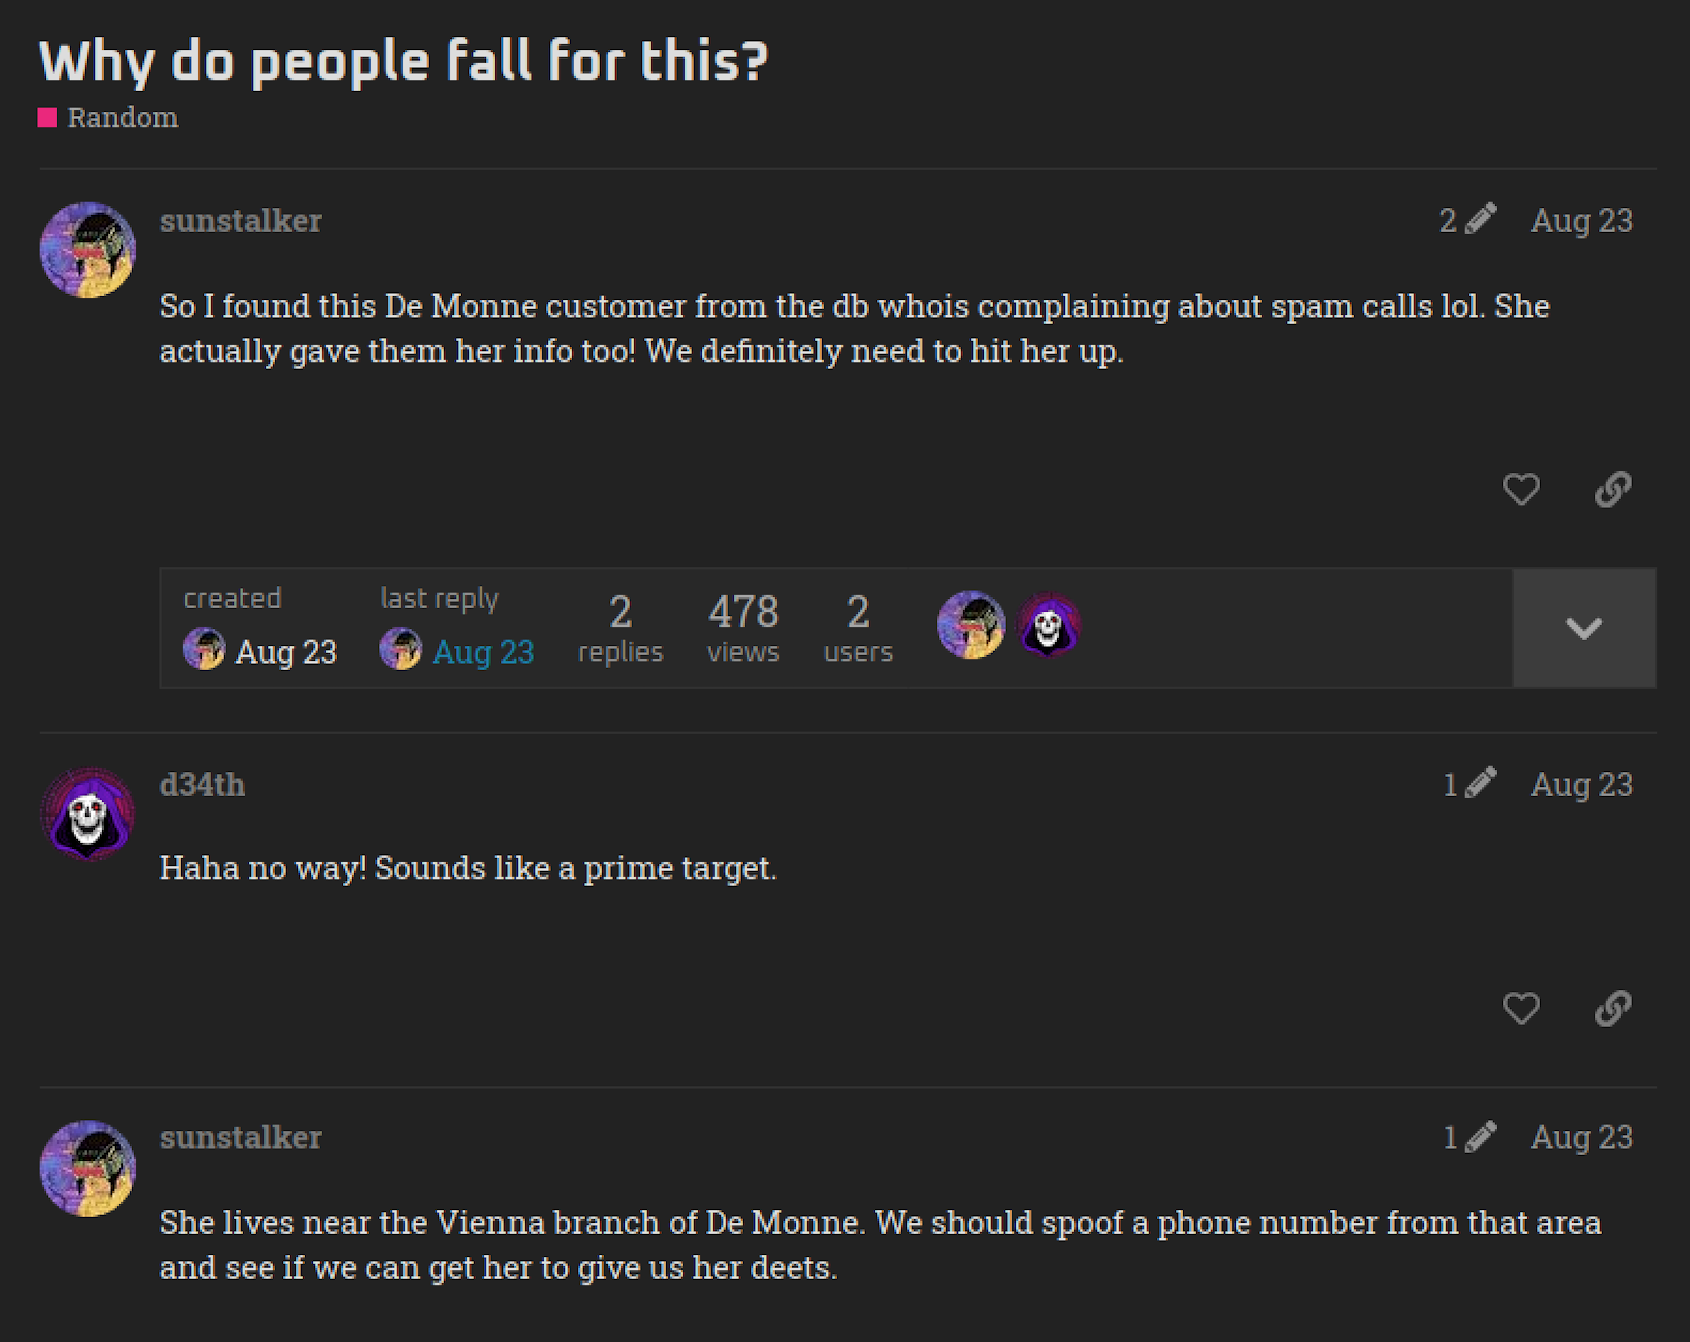 Why do people fall for this?
Random
sunstalker 2 Aug 23
So I found this De Monne customer from the db whois complaining about spam calls lol. She
actually gave them her info too! We definitely need to hit her up.
created last reply 2 478 2
Aug 23 Aug 23 replies views users
d34th 1 Aug 23
Haha no way! Sounds like a prime target.
sunstalker 1 Aug 23
She lives near the Vienna branch of De Monne. We should spoof a phone number from that area
and see if we can get her to give us her deets.